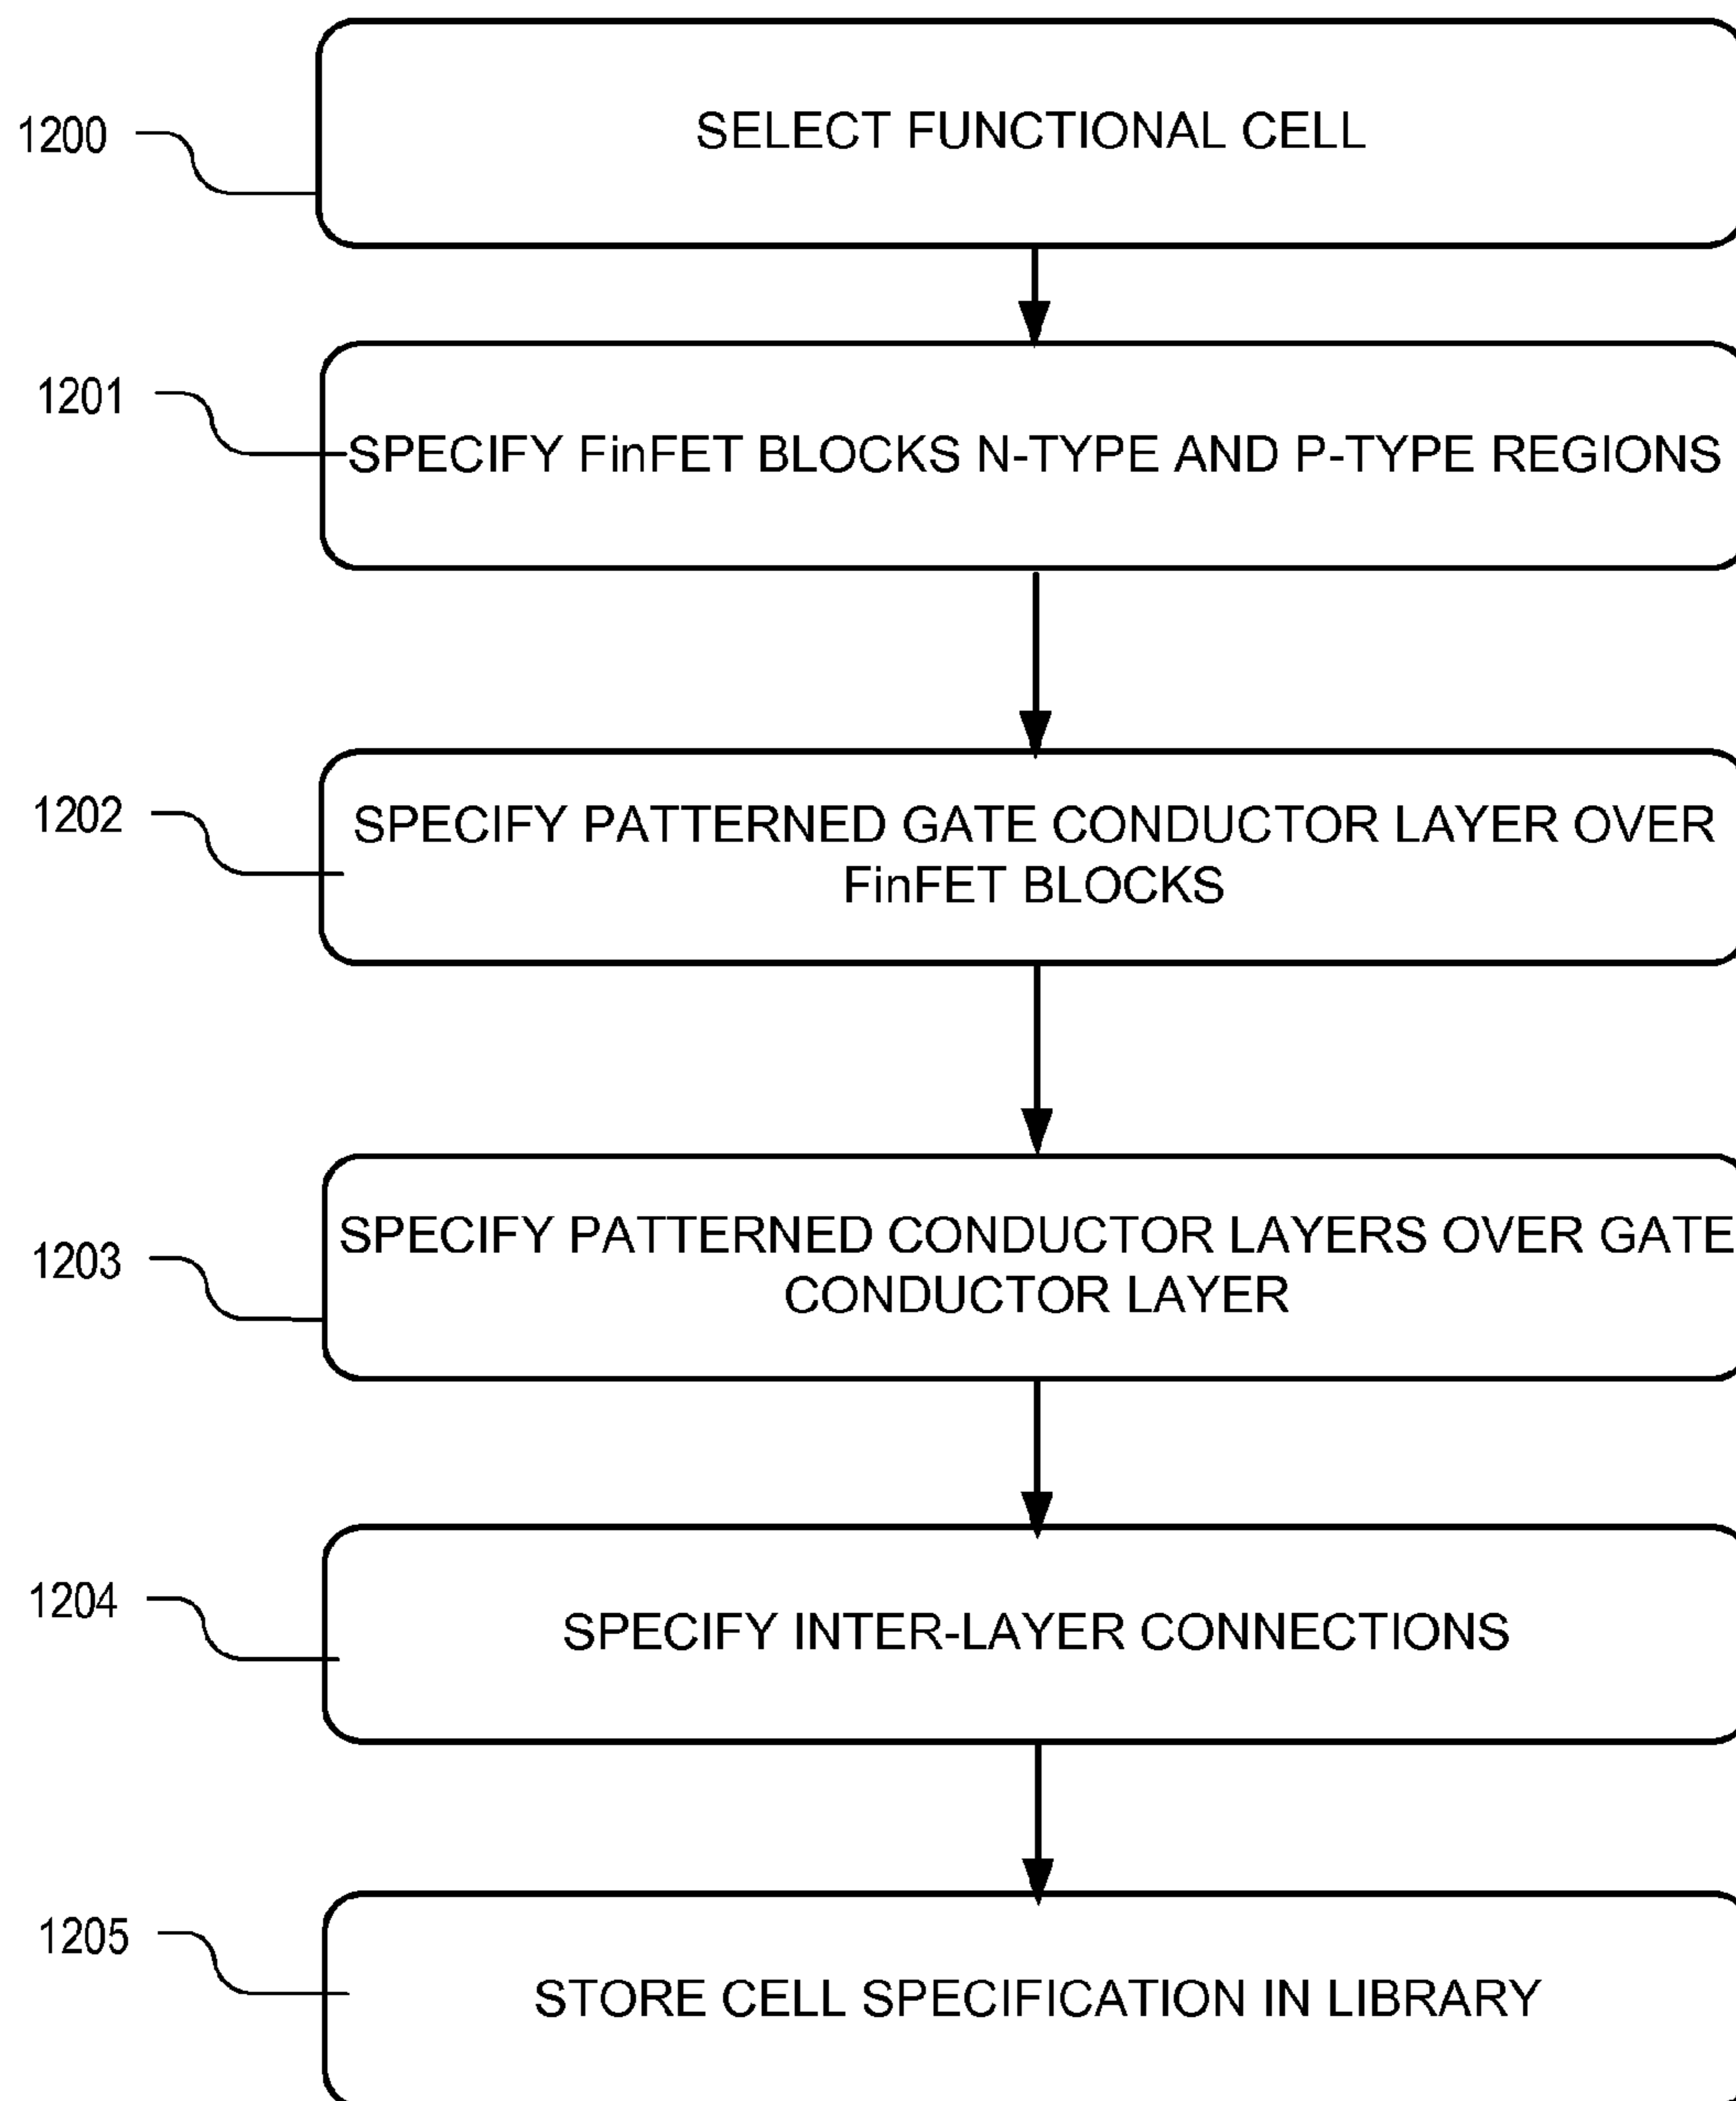 1200
SELECT FUNCTIONAL CELL
1201
SPECIFY FinFET BLOCKS N-TYPE AND P-TYPE REGIONS
1202
SPECIFY PATTERNED GATE CONDUCTOR LAYER OVER
FinFET BLOCKS
1203
SPECIFY PATTERNED CONDUCTOR LAYERS OVER GATE
CONDUCTOR LAYER
1204
SPECIFY INTER-LAYER CONNECTIONS
1205
STORE CELL SPECIFICATION IN LIBRARY